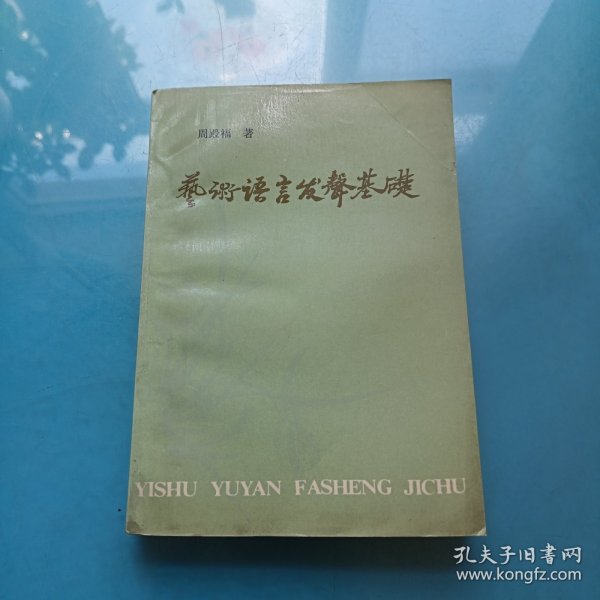 周殿福 著
藝術語言发聲基礎
YISHU YUYAN FASHENG JICHU
孔夫子旧书网
www.kongfz.com